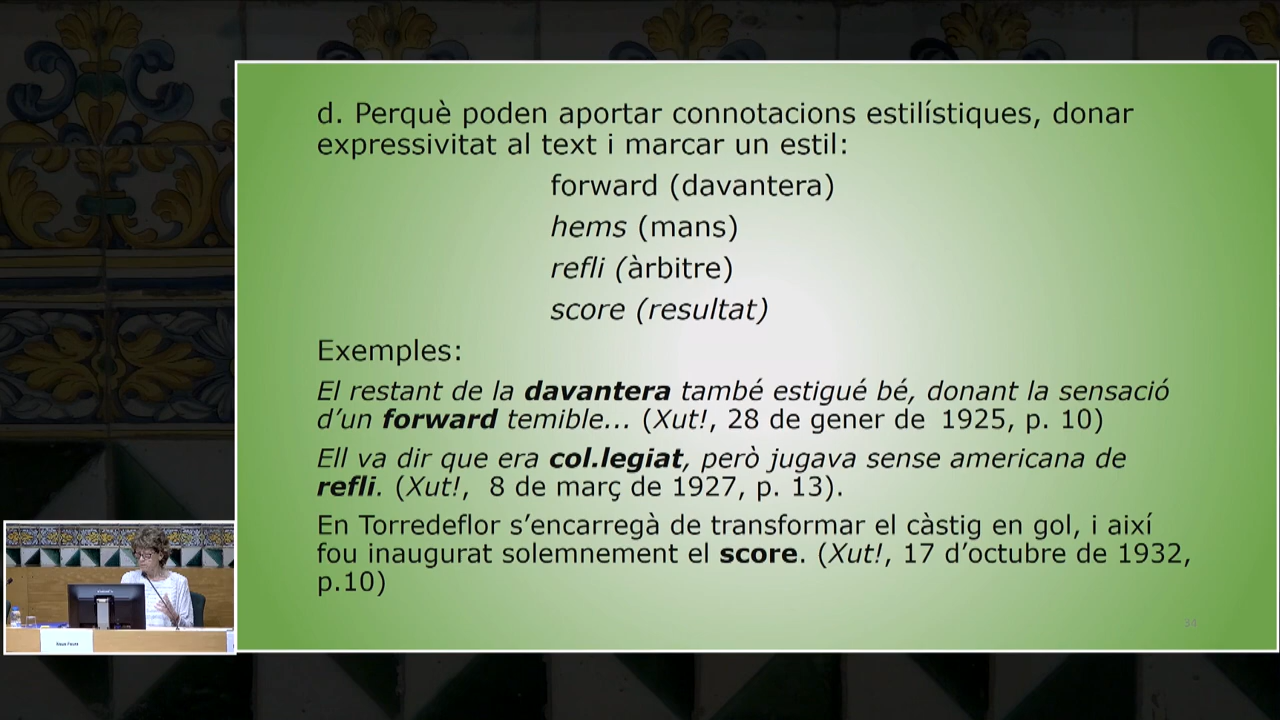 d. Perquè poden aportar connotacions estilístiques, donar
expressivitat al text i marcar un estil:
forward (davantera)
hems (mans)
refli (àrbitre)
score (resultat)
Exemples:
El restant de la davantera també estigué bé, donant la sensació
d’un forward temible... (Xut!, 28 de gener de 1925, p. 10)
Ell va dir que era col.legiat, però jugava sense americana de
refli. (Xut!, 8 de març de 1927, p. 13).
En Torredeflor s’encarregà de transformar el càstig en gol, i així
fou inaugurat solemnement el score. (Xut!, 17 d’octubre de 1932,
p.10)
34